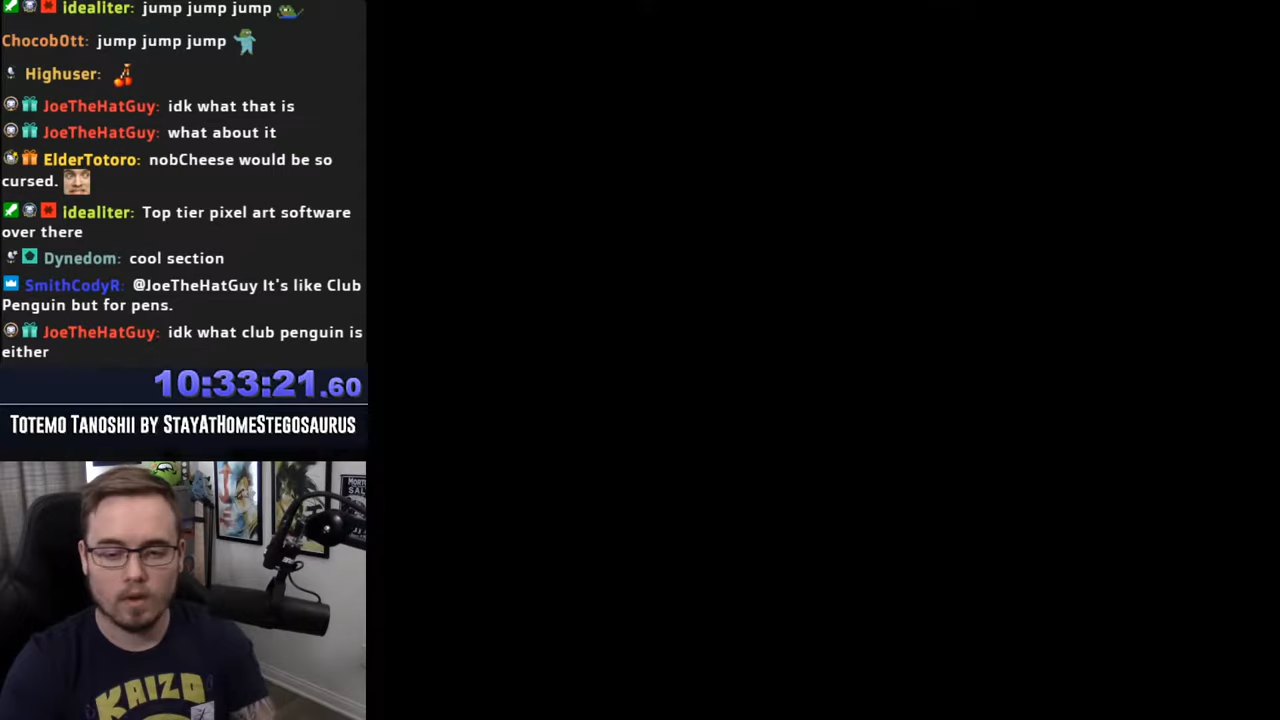 idealiter: jump jump jump
Chocob0tt: jump jump jump
Highuser:
JoeTheHatGuy: idk what that is
JoeTheHatGuy: what about it
ElderTotoro: nobCheese would be so
cursed.
idealiter: Top tier pixel art software
over there
Dynedom: cool section
SmithCodyR: @JoeTheHatGuy It's like Club
Penguin but for pens.
JoeTheHatGuy: idk what club penguin is
either
10:33:21.60
Totemo Tanoshii by StayAtHomeStegosaurus
KAIZO